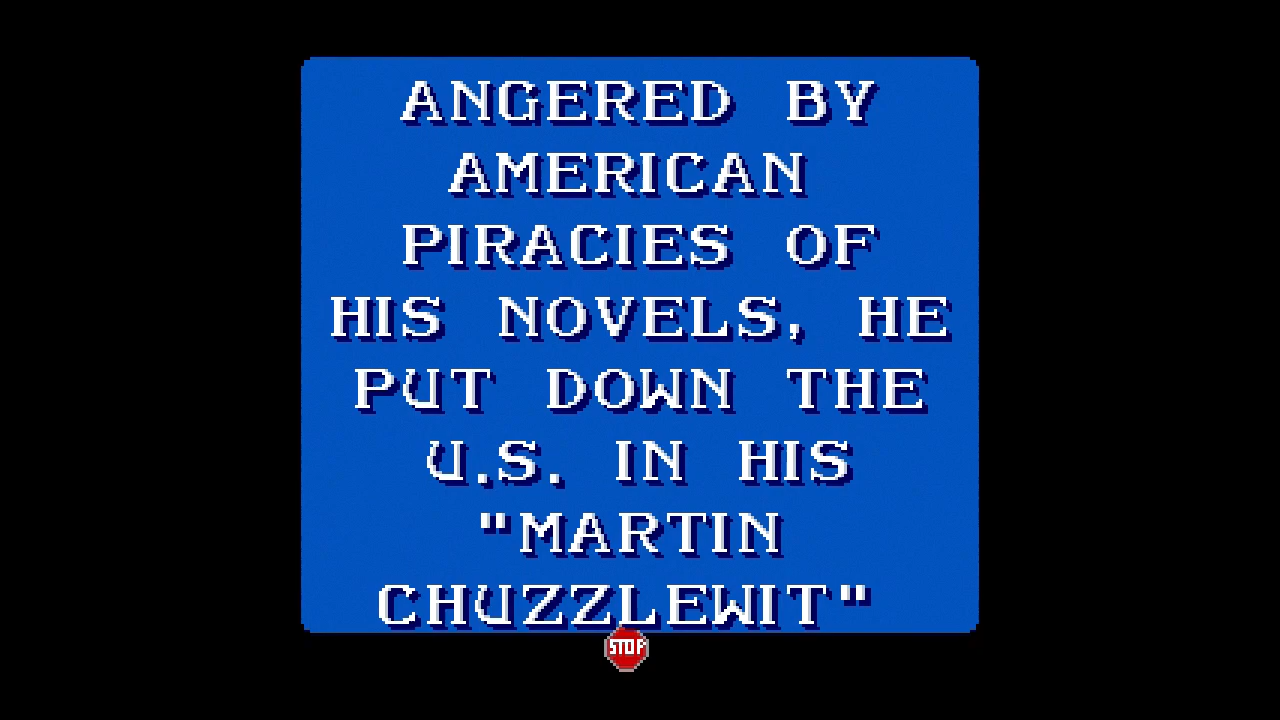 ANGERED BY
AMERICAN
PIRACIES OF
HIS NOVELS, HE
PUT DOWN THE
U.S. IN HIS
"MARTIN
CHUZZLEWIT"
STOP